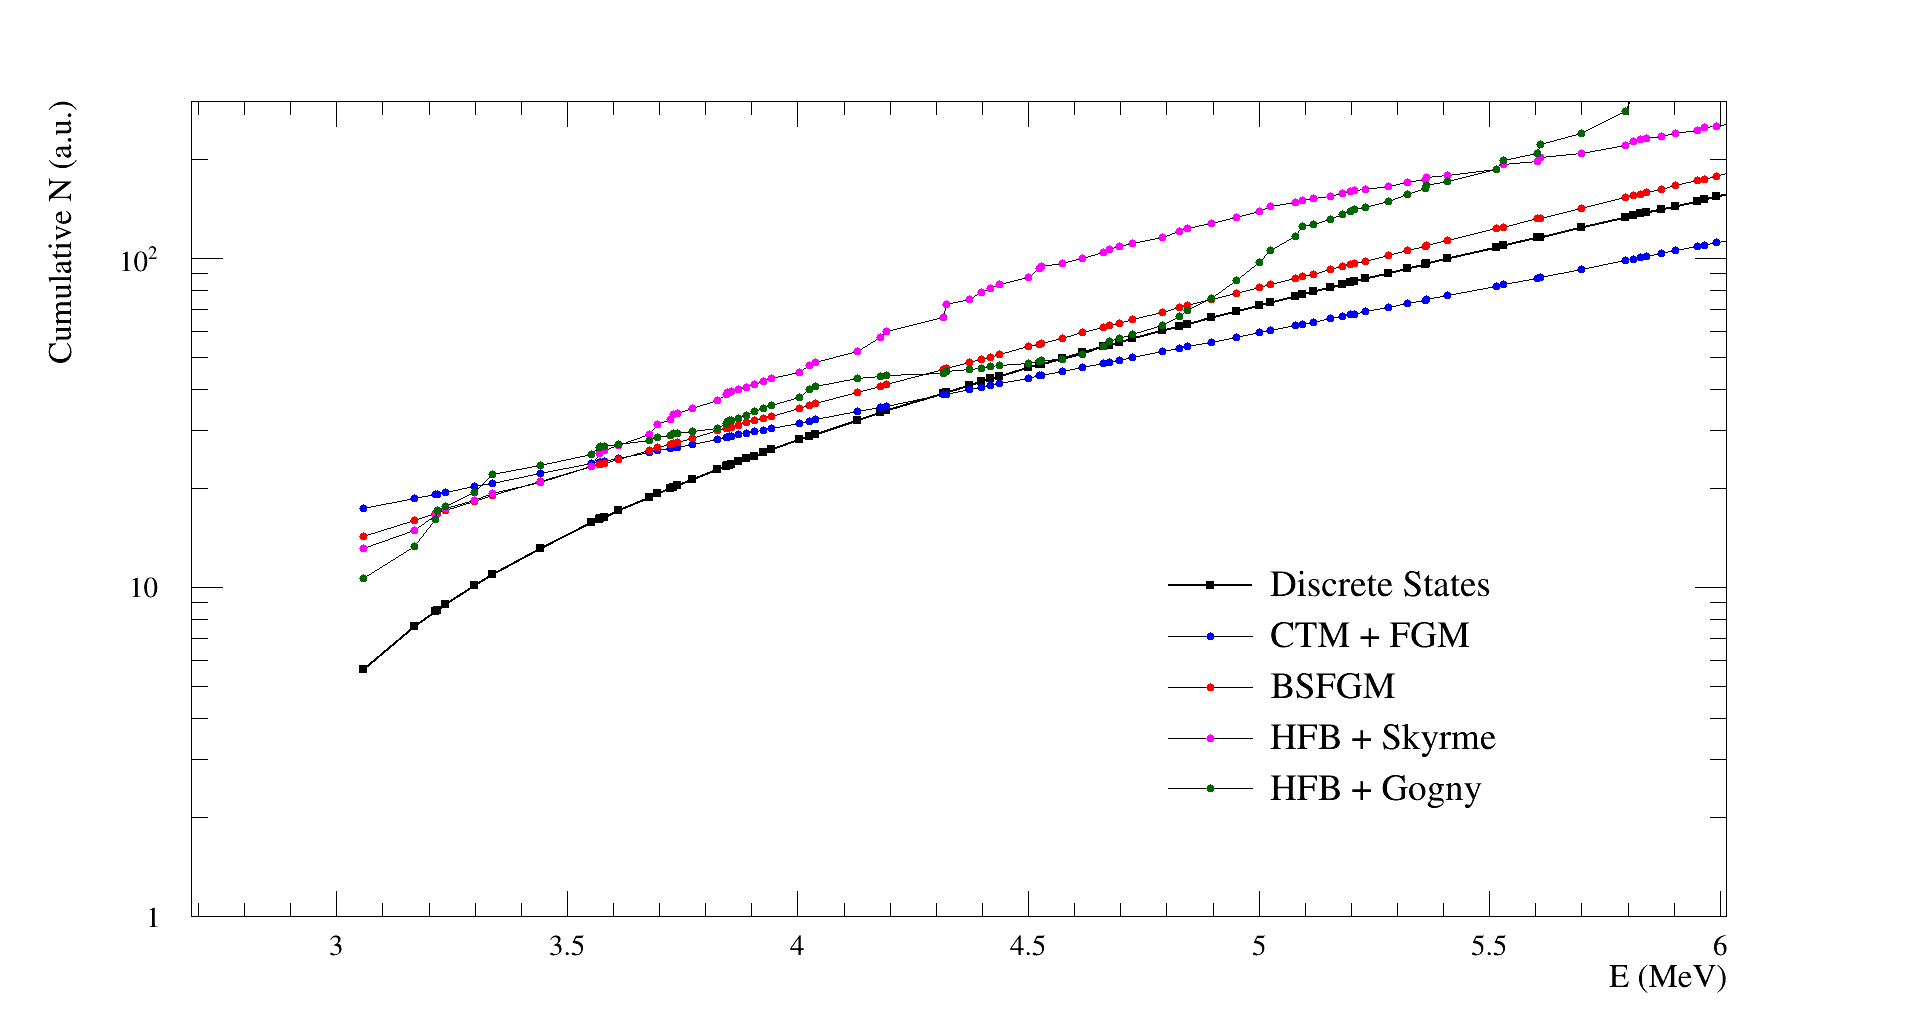 Cumulative N (a.u.)
10²
10
1
Discrete States
CTM + FGM
BSFGM
HFB + Skyrme
HFB + Gogny
3 3.5 4 4.5 5 5.5 6
E (MeV)